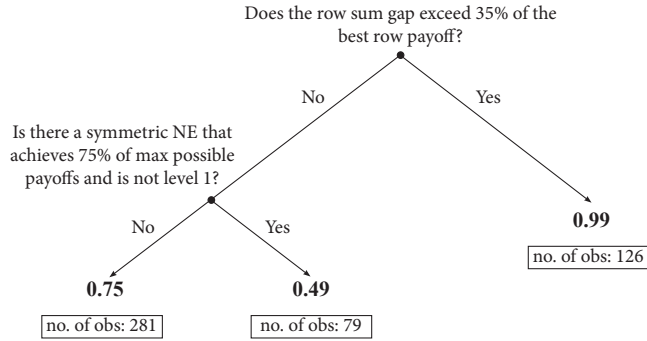 Does the row sum gap exceed 35% of the
best row payoff?
No
Yes
Is there a symmetric NE that
achieves 75% of max possible
payoffs and is not level 1?
No
Yes
0.99
no. of obs: 126
0.75
0.49
no. of obs: 281
no. of obs: 79